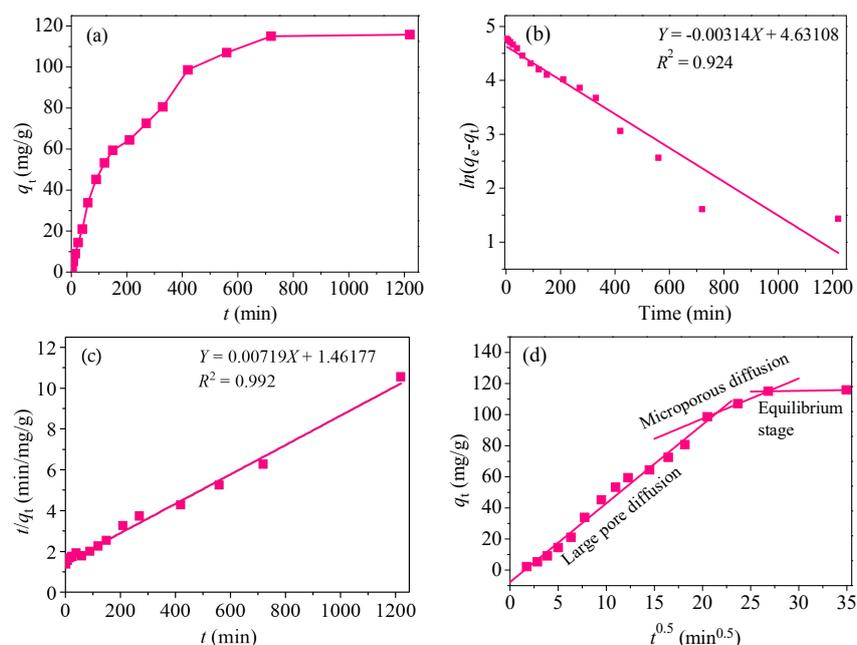 (a)
120
100
80
60
40
20
0
q_t (mg/g)
0 200 400 600 800 1000 1200
t (min)
(b)
Y = -0.00314X + 4.63108
R² = 0.924
5
4
3
2
1
ln(q_e-q_t)
0 200 400 600 800 1000 1200
Time (min)
(c)
Y = 0.00719X + 1.46177
R² = 0.992
12
10
8
6
4
2
0
t/q_t (min/mg/g)
0 200 400 600 800 1000 1200
t (min)
(d)
140
120
100
80
60
40
20
0
q_t (mg/g)
Microporous diffusion
Equilibrium
stage
Large pore diffusion
0 5 10 15 20 25 30 35
t^0.5 (min^0.5)